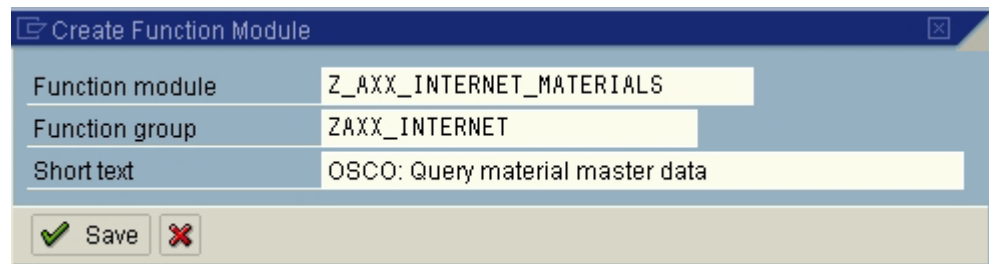 Create Function Module
Function module Z_AXX_INTERNET_MATERIALS
Function group ZAXX_INTERNET
Short text OSCO: Query material master data
Save